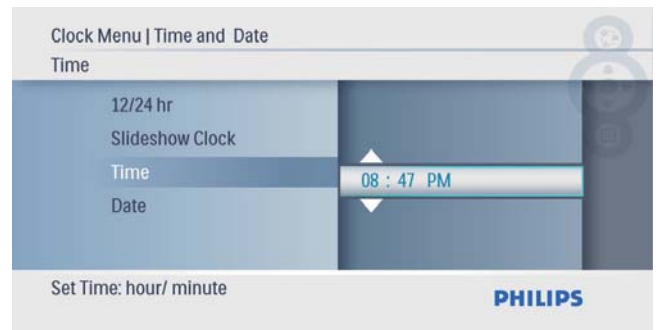 Clock Menu | Time and Date
Time
12/24 hr
Slideshow Clock
Time
08 : 47 PM
Date
Set Time: hour/ minute
PHILIPS